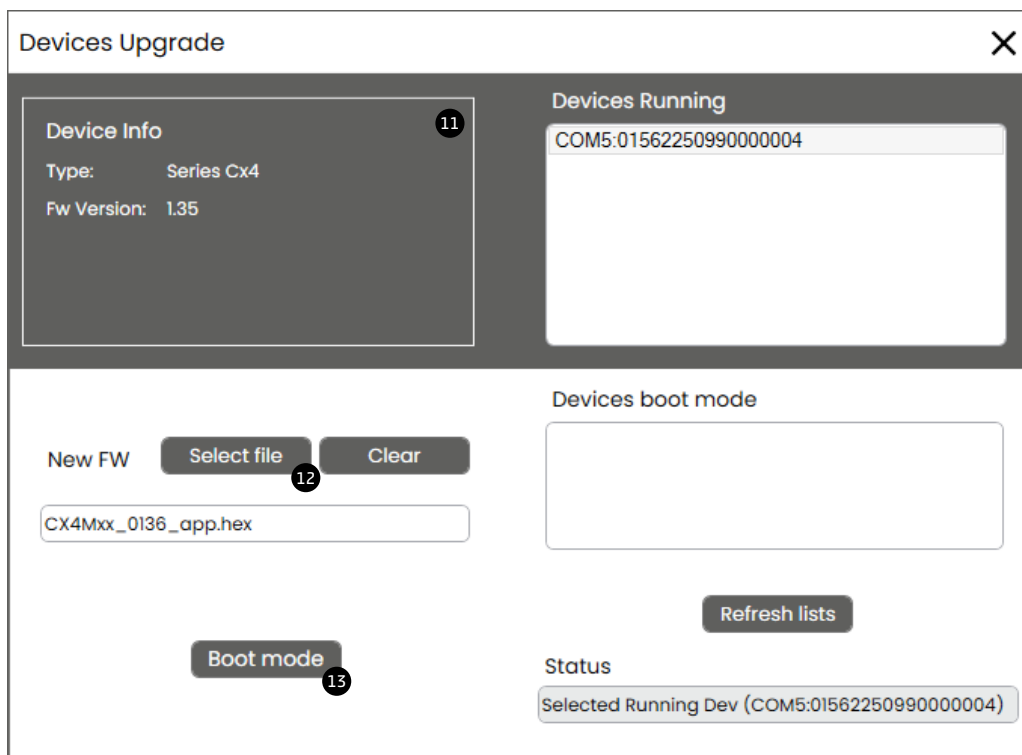 Devices Upgrade
Device Info
11
Type: Series Cx4
Fw Version: 1.35
Devices Running
COM5:01562250990000004
New FW
Select file
12
Clear
CX4Mxx_0136_app.hex
Boot mode
13
Devices boot mode
Refresh lists
Status
Selected Running Dev (COM5:01562250990000004)